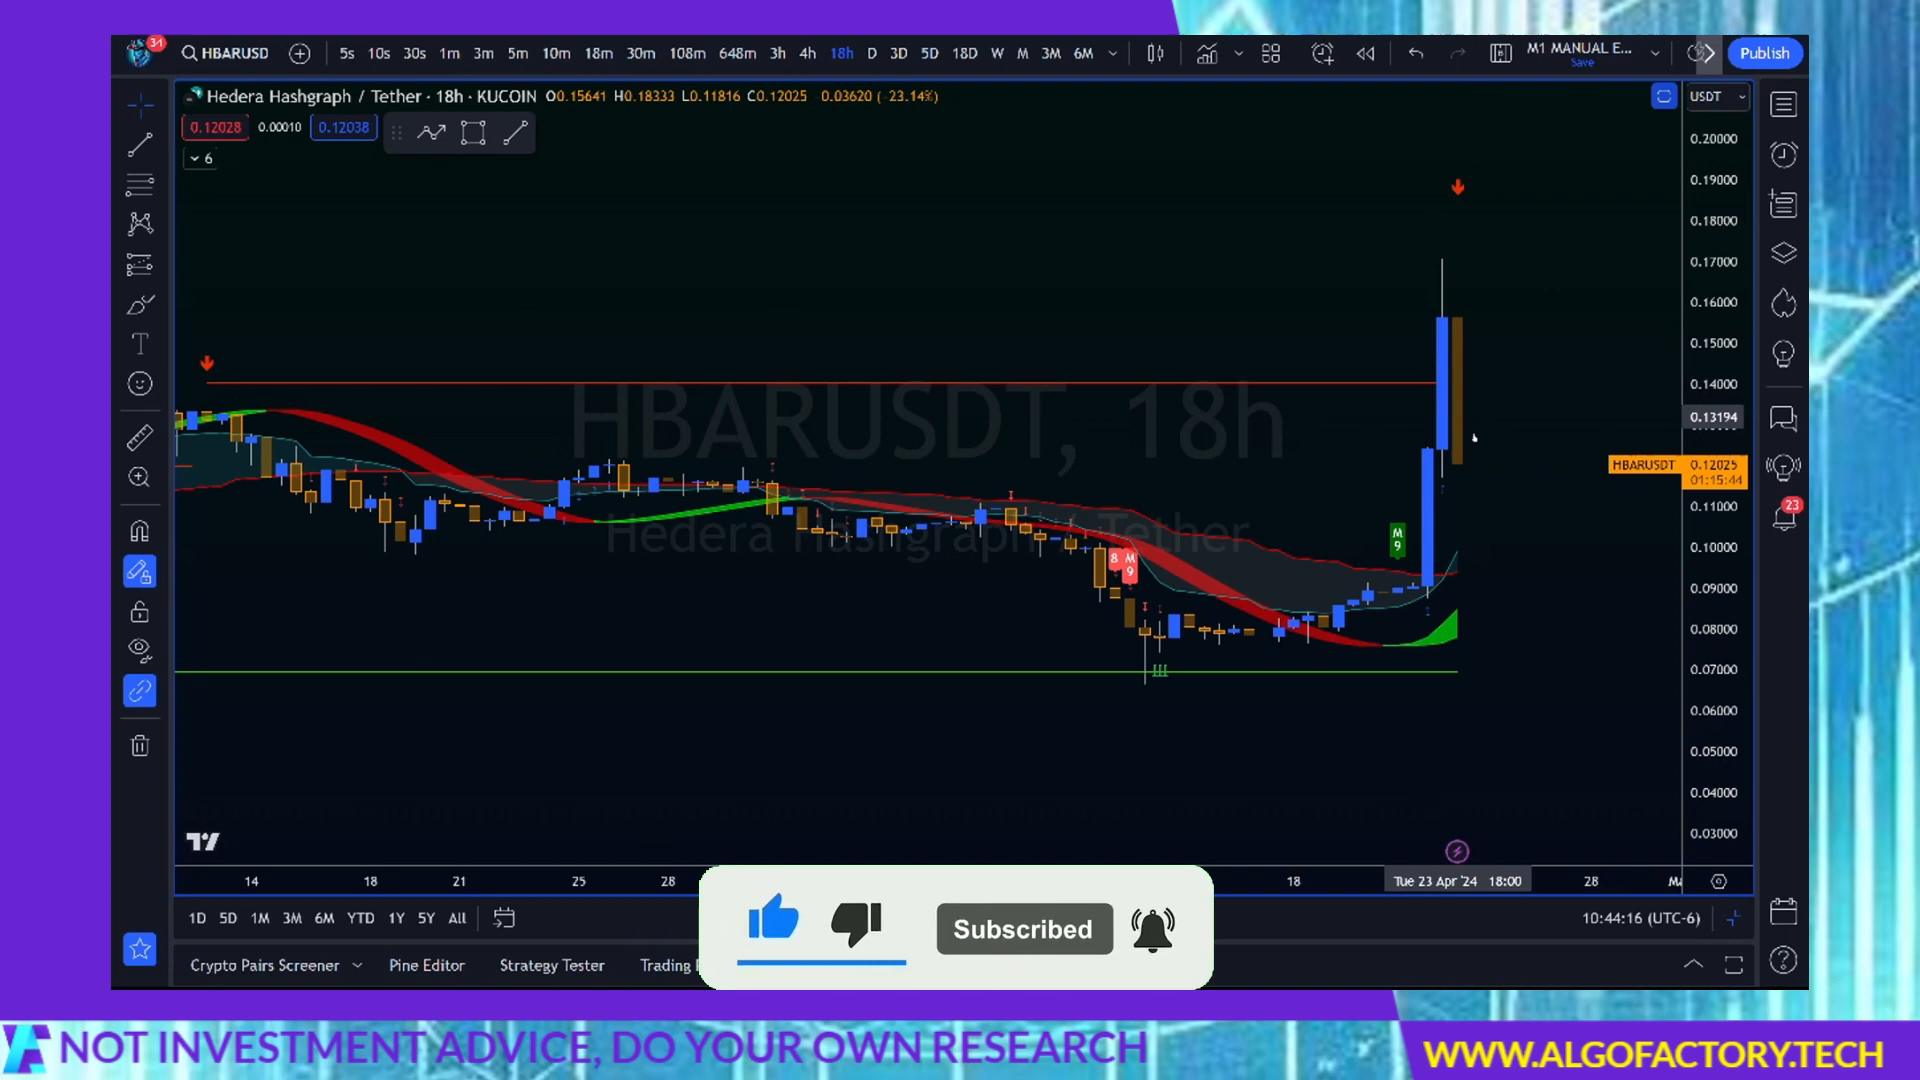 31
HBARUSD
5s 10s 30s 1m 3m 5m 10m 18m 30m 108m 648m 3h 4h 18h D 3D 5D 18D W M 3M 6M
M1 MANUAL E...
Save
Publish
Hedera Hashgraph / Tether · 18h · KUCOIN O0.15641 H0.18333 L0.11816 C0.12025 -0.03620 (-23.14%)
USDT
0.12028 0.00010 0.12038
6
0.20000
0.19000
0.18000
0.17000
0.16000
0.15000
0.14000
0.13194
HBARUSDT 0.12025
01:15:44
0.11000
0.10000
0.09000
0.08000
0.07000
0.06000
0.05000
0.04000
0.03000
HBARUSDT, 18h
Hedera Hashgraph / Tether
M
9
8 M
9
23
14 18 21 25 28 18 Tue 23 Apr '24 18:00 28
1D 5D 1M 3M 6M YTD 1Y 5Y All
10:44:16 (UTC-6)
Crypto Pairs Screener Pine Editor Strategy Tester Trading
Subscribed
NOT INVESTMENT ADVICE, DO YOUR OWN RESEARCH
WWW.ALGOFACTORY.TECH